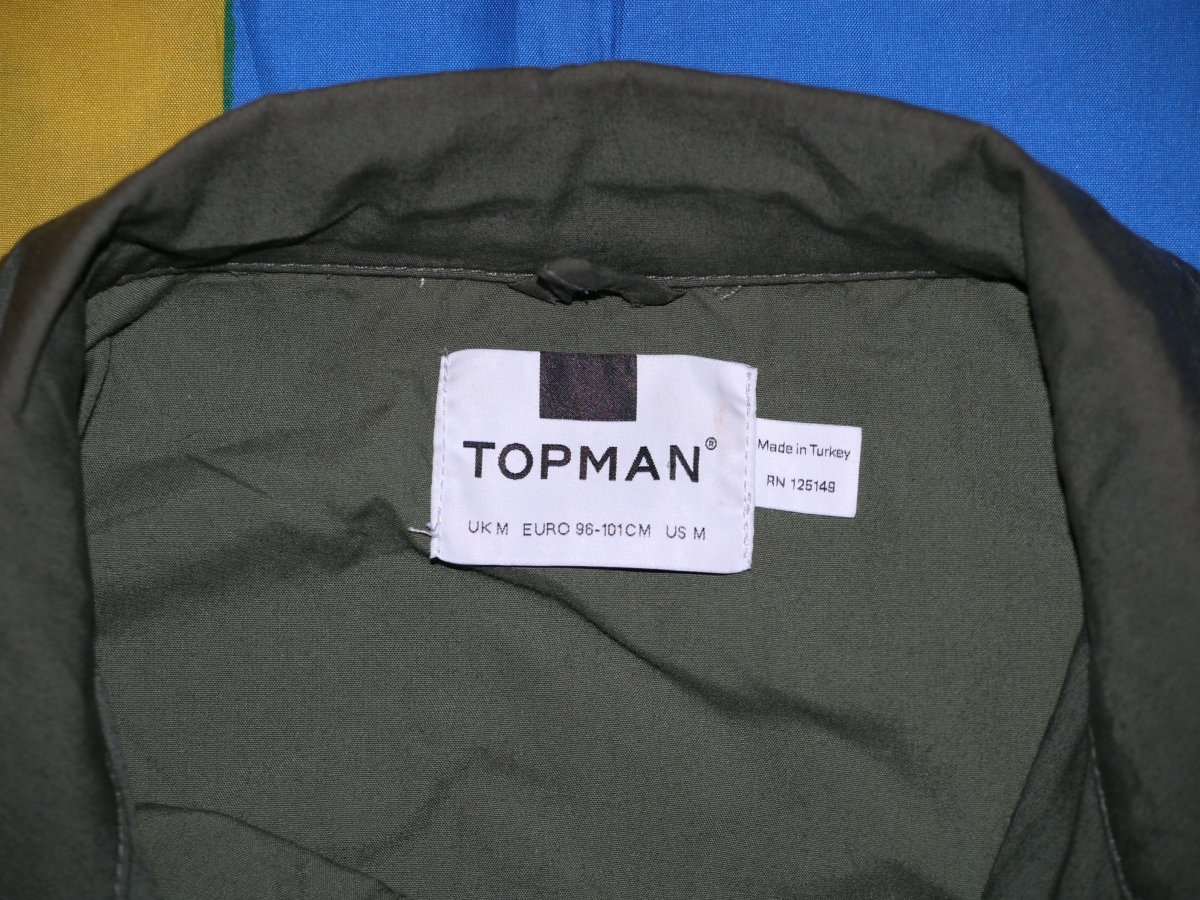 TOPMAN®
UK M EURO 96-101CM US M
Made in Turkey
RN 125149